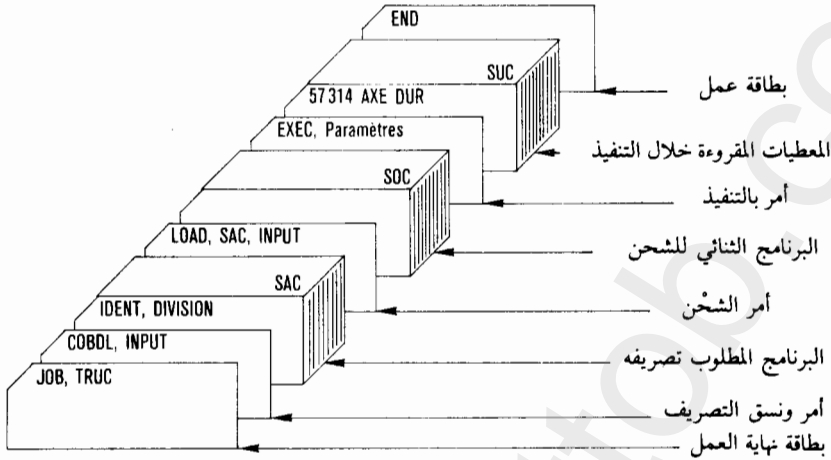 END
SUC
بطاقة عمل
57314 AXE DUR
EXEC, Paramètres
المعطيات المقروءة خلال التنفيذ
SOC
أمر بالتنفيذ
LOAD, SAC, INPUT
البرنامج الثنائي للشحن
SAC
أمر الشحْن
IDENT, DIVISION
COBDL, INPUT
البرنامج المطلوب تصريفه
JOB, TRUC
أمر ونسق التصريف
بطاقة نهاية العمل